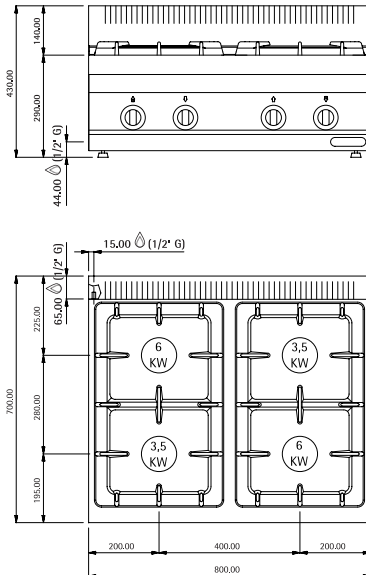 140.00
430.00
290.00
44.00 (1/2" G)
15.00 (1/2" G)
65.00 (1/2" G)
225.00
700.00
280.00
195.00
6
KW
3,5
KW
3,5
KW
6
KW
200.00
400.00
200.00
800.00